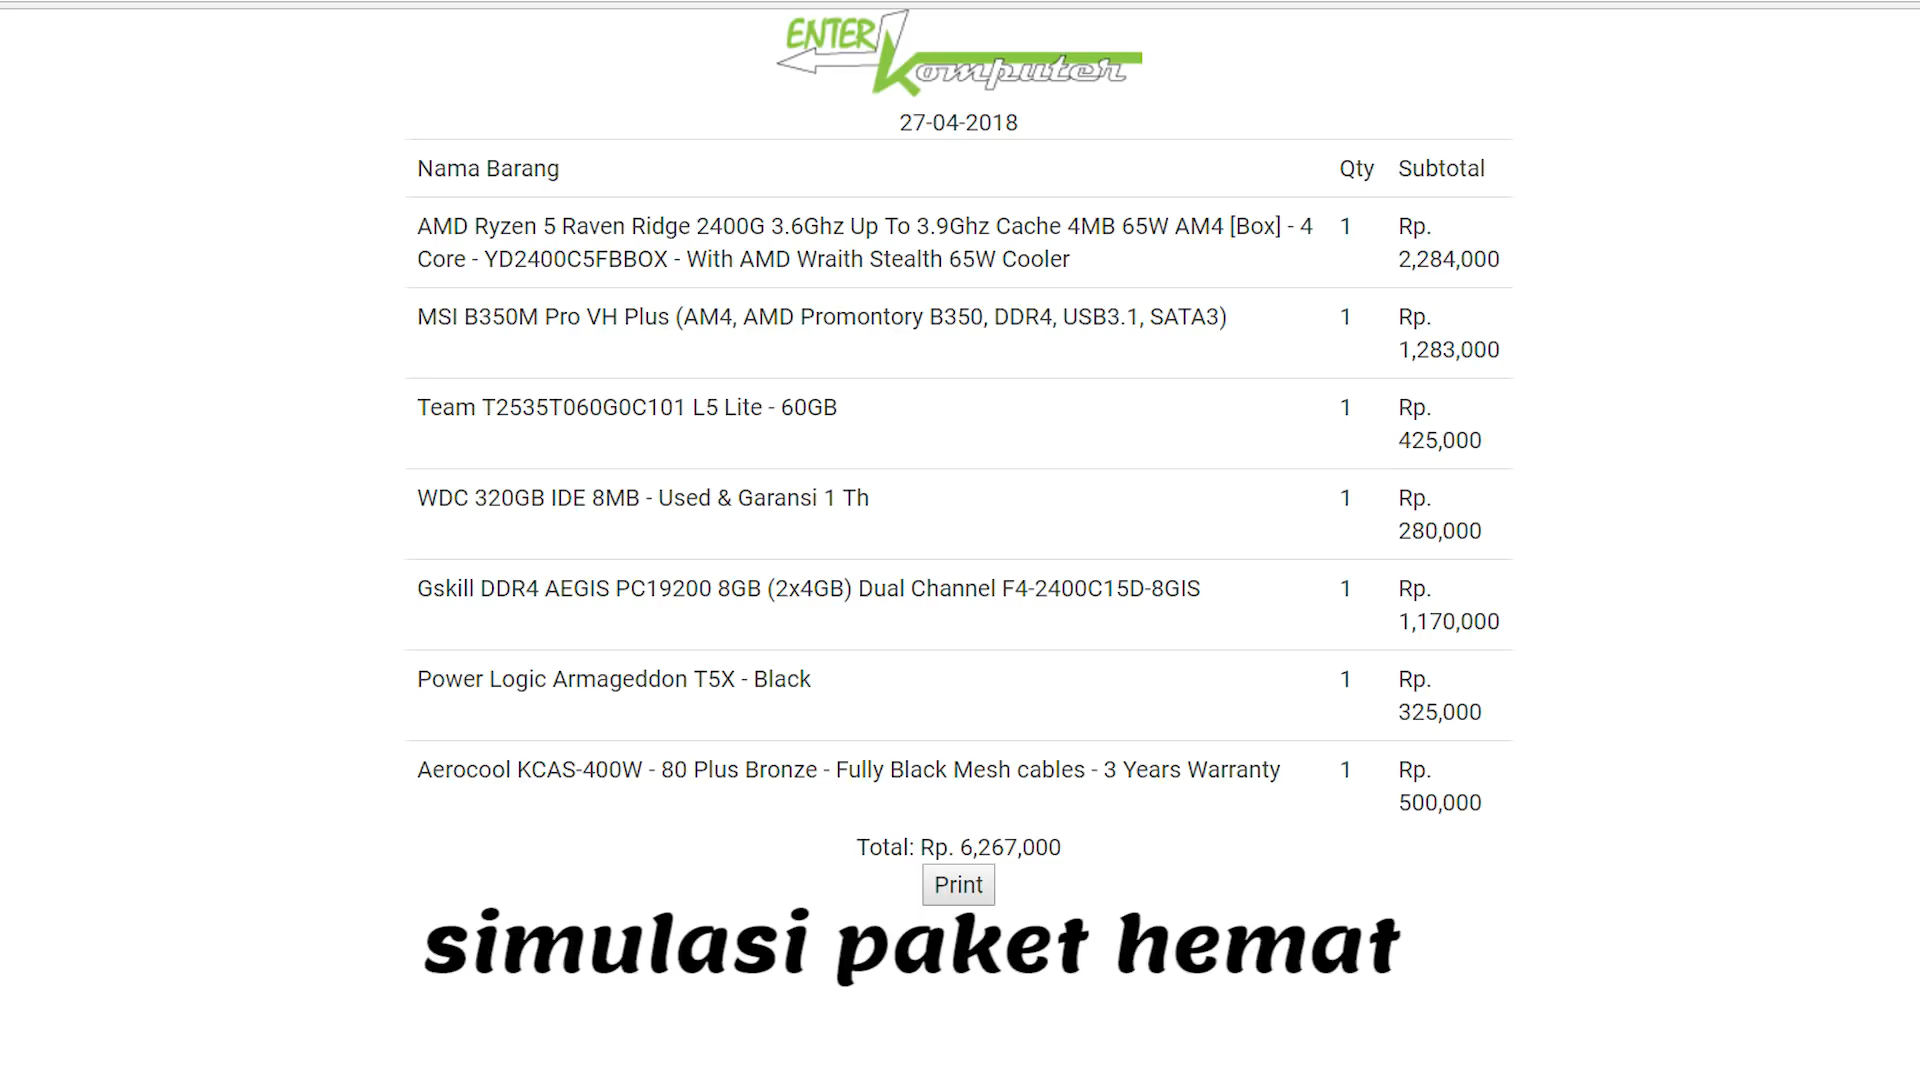 ENTER
Komputer
27-04-2018
Nama Barang Qty Subtotal
AMD Ryzen 5 Raven Ridge 2400G 3.6Ghz Up To 3.9Ghz Cache 4MB 65W AM4 [Box] - 4 1 Rp.
Core - YD2400C5FBBOX - With AMD Wraith Stealth 65W Cooler 2,284,000
MSI B350M Pro VH Plus (AM4, AMD Promontory B350, DDR4, USB3.1, SATA3) 1 Rp.
1,283,000
Team T2535T060G0C101 L5 Lite - 60GB 1 Rp.
425,000
WDC 320GB IDE 8MB - Used & Garansi 1 Th 1 Rp.
280,000
Gskill DDR4 AEGIS PC19200 8GB (2x4GB) Dual Channel F4-2400C15D-8GIS 1 Rp.
1,170,000
Power Logic Armageddon T5X - Black 1 Rp.
325,000
Aerocool KCAS-400W - 80 Plus Bronze - Fully Black Mesh cables - 3 Years Warranty 1 Rp.
500,000
Total: Rp. 6,267,000
Print
simulasi paket hemat